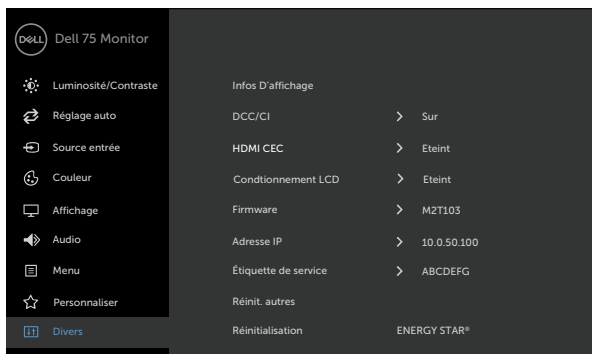 DELL Dell 75 Monitor
Luminosité/Contraste
Réglage auto
Source entrée
Couleur
Affichage
Audio
Menu
Personnaliser
Divers
Infos D'affichage
DCC/CI > Sur
HDMI CEC > Eteint
Condtionnement LCD > Eteint
Firmware > M2T103
Adresse IP > 10.0.50.100
Étiquette de service > ABCDEFG
Réinit. autres
Réinitialisation ENERGY STAR®